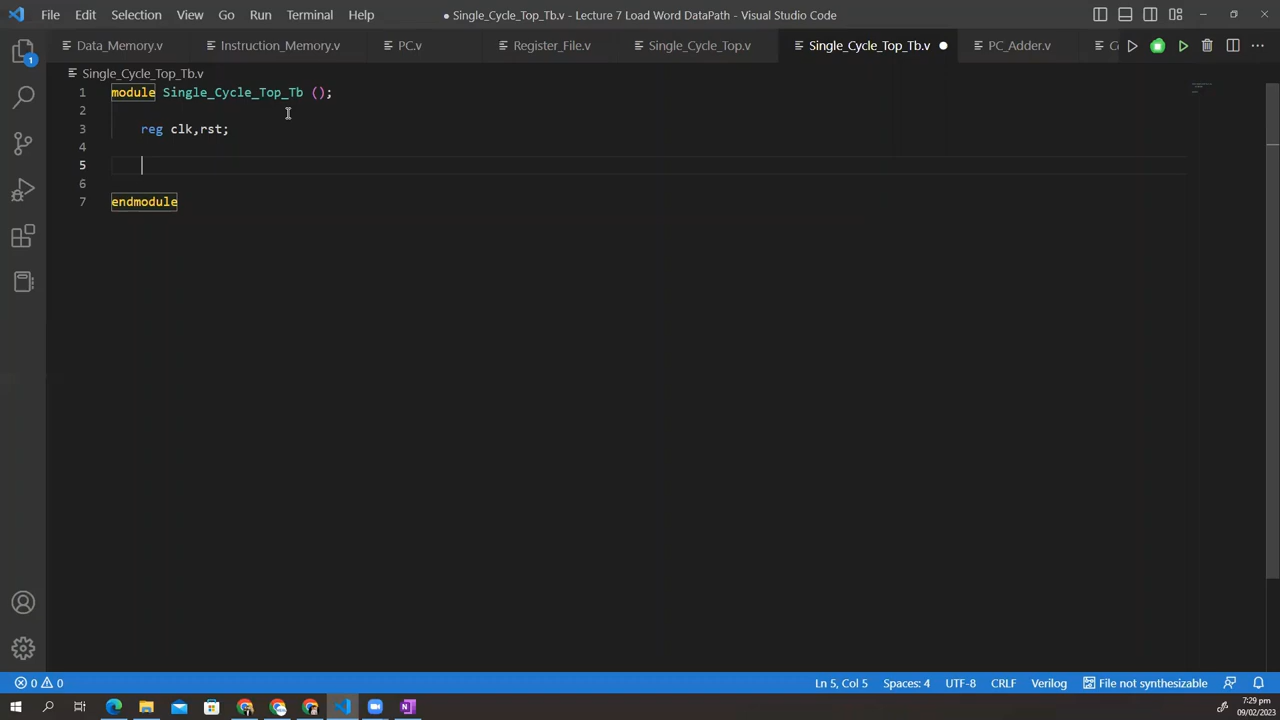 File Edit Selection View Go Run Terminal Help
● Single_Cycle_Top_Tb.v - Lecture 7 Load Word DataPath - Visual Studio Code
Data_Memory.v Instruction_Memory.v PC.v Register_File.v Single_Cycle_Top.v Single_Cycle_Top_Tb.v PC_Adder.v
Single_Cycle_Top_Tb.v
1 module Single_Cycle_Top_Tb ();
2
3 reg clk,rst;
4
5
6
7 endmodule
1
0 0 Ln 5, Col 5 Spaces: 4 UTF-8 CRLF Verilog File not synthesizable
7:29 pm
09/02/2023